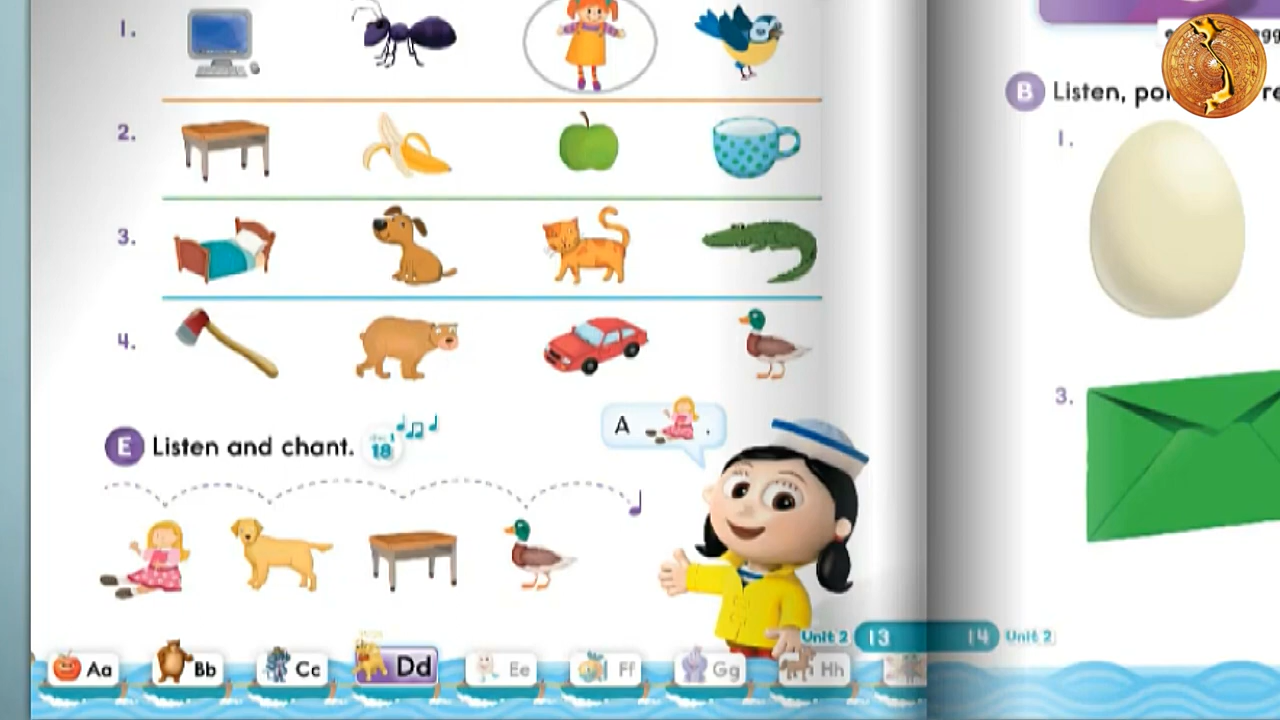 1.
2.
3.
4.
E Listen and chant.
18
A .
Aa Bb Cc Dd Ee Ff Gg Hh
Unit 2 13
14 Unit 2
B Listen,
1.
3.